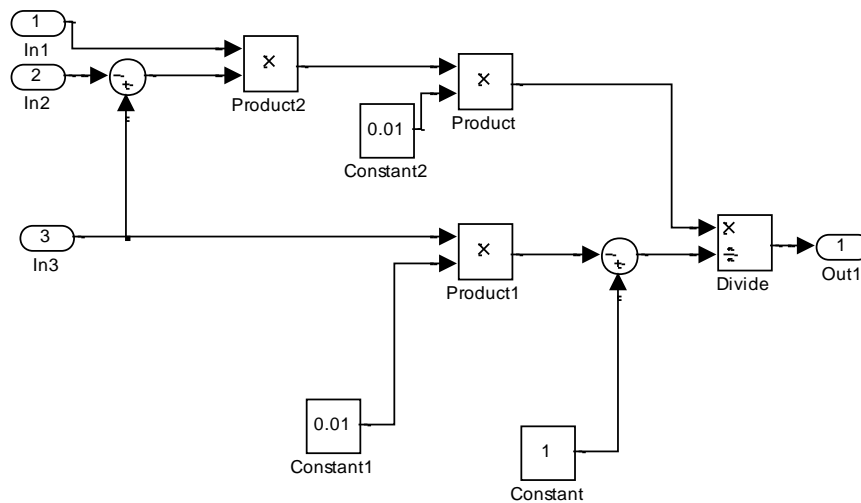 1
In1
2
In2
Product2
0.01
Constant2
Product
3
In3
Product1
Divide
1
Out1
0.01
Constant1
1
Constant